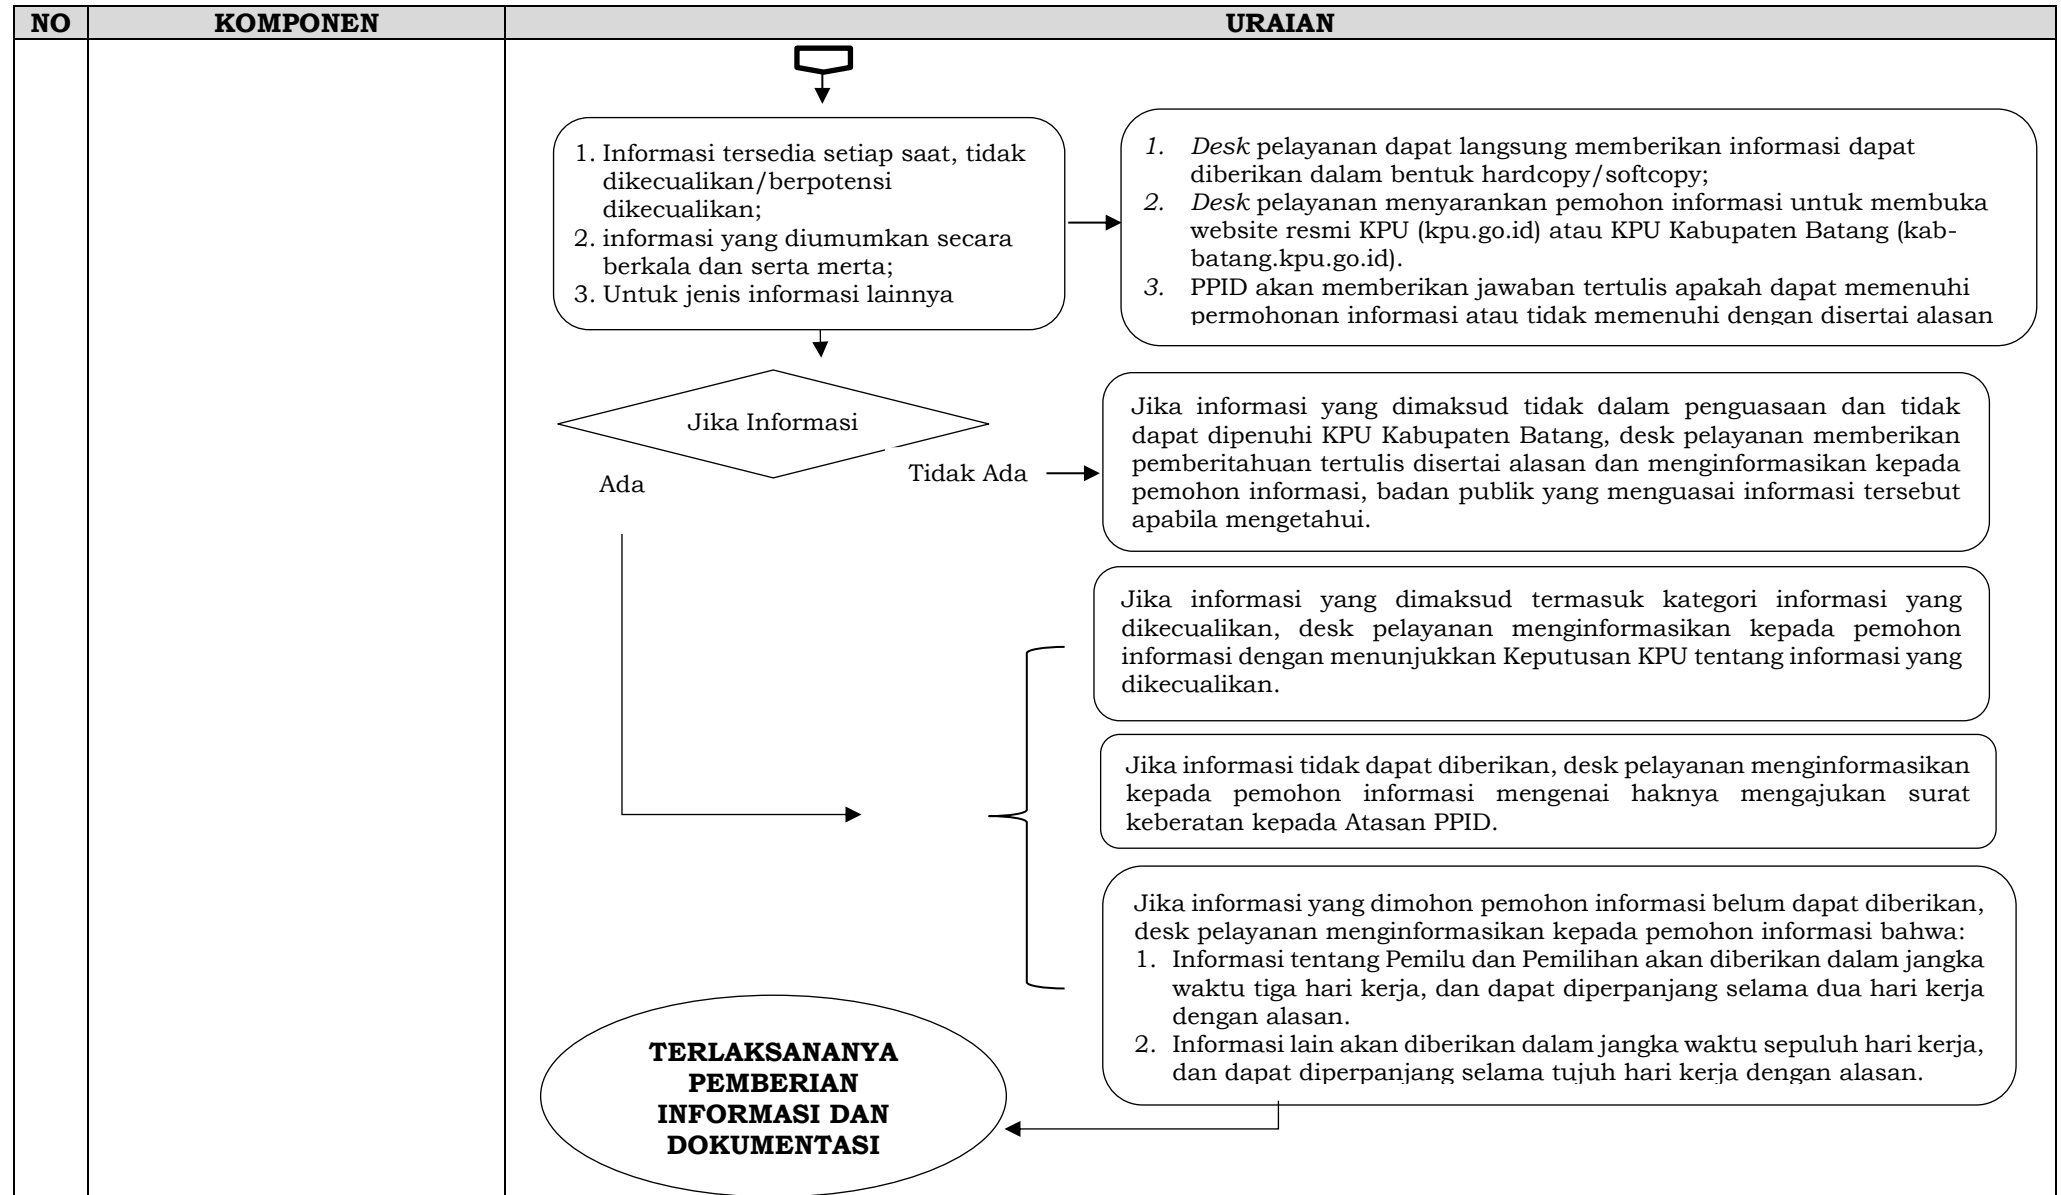 NO KOMPONEN URAIAN
1. Informasi tersedia setiap saat, tidak
dikecualikan/berpotensi
dikecualikan;
2. informasi yang diumumkan secara
berkala dan serta merta;
3. Untuk jenis informasi lainnya
1. Desk pelayanan dapat langsung memberikan informasi dapat
diberikan dalam bentuk hardcopy/softcopy;
2. Desk pelayanan menyarankan pemohon informasi untuk membuka
website resmi KPU (kpu.go.id) atau KPU Kabupaten Batang (kab-
batang.kpu.go.id).
3. PPID akan memberikan jawaban tertulis apakah dapat memenuhi
permohonan informasi atau tidak memenuhi dengan disertai alasan
Jika Informasi
Ada
Tidak Ada
Jika informasi yang dimaksud tidak dalam penguasaan dan tidak
dapat dipenuhi KPU Kabupaten Batang, desk pelayanan memberikan
pemberitahuan tertulis disertai alasan dan menginformasikan kepada
pemohon informasi, badan publik yang menguasai informasi tersebut
apabila mengetahui.
Jika informasi yang dimaksud termasuk kategori informasi yang
dikecualikan, desk pelayanan menginformasikan kepada pemohon
informasi dengan menunjukkan Keputusan KPU tentang informasi yang
dikecualikan.
Jika informasi tidak dapat diberikan, desk pelayanan menginformasikan
kepada pemohon informasi mengenai haknya mengajukan surat
keberatan kepada Atasan PPID.
Jika informasi yang dimohon pemohon informasi belum dapat diberikan,
desk pelayanan menginformasikan kepada pemohon informasi bahwa:
1. Informasi tentang Pemilu dan Pemilihan akan diberikan dalam jangka
waktu tiga hari kerja, dan dapat diperpanjang selama dua hari kerja
dengan alasan.
2. Informasi lain akan diberikan dalam jangka waktu sepuluh hari kerja,
dan dapat diperpanjang selama tujuh hari kerja dengan alasan.
TERLAKSANANYA
PEMBERIAN
INFORMASI DAN
DOKUMENTASI